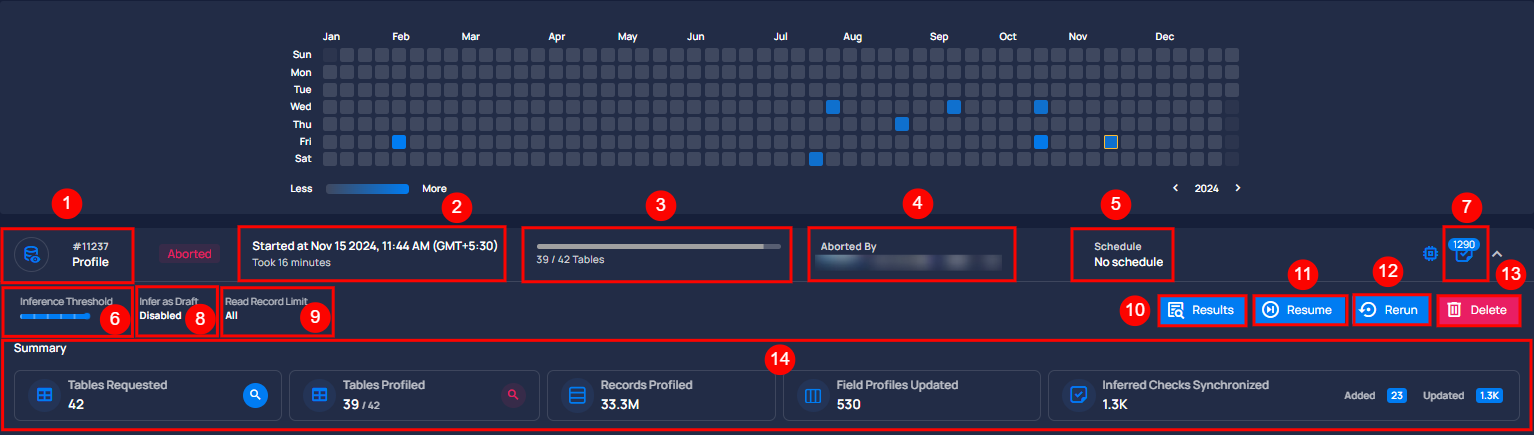 Jan Feb Mar Apr May Jun Jul Aug Sep Oct Nov Dec
Sun
Mon
Tue
Wed
Thu
Fri
Sat
Less More 2024
1 2 3 4 5 7
#11237
Profile
Aborted
Started at Nov 15 2024, 11:44 AM (GMT+5:30)
Took 16 minutes
39 / 42 Tables
Aborted By
Schedule
No schedule
1290
Inference Threshold
6
Infer as Draft
Disabled
8
Read Record Limit
All
9
10 11 12 13
Results Resume Rerun Delete
Summary
14
Tables Requested
42
Tables Profiled
39 / 42
Records Profiled
33.3M
Field Profiles Updated
530
Inferred Checks Synchronized
1.3K
Added 23 Updated 1.3K